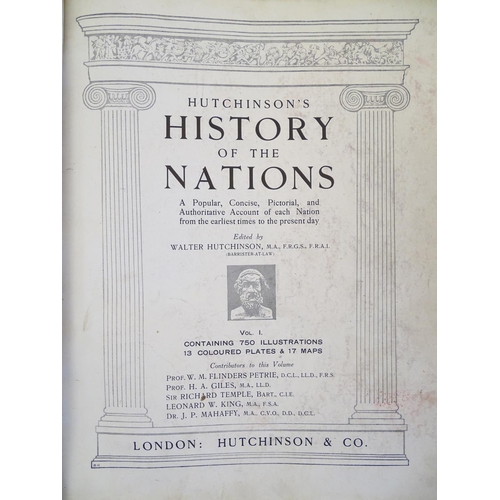 HUTCHINSON'S
HISTORY
OF THE
NATIONS
A Popular, Concise, Pictorial, and
Authoritative Account of each Nation
from the earliest times to the present day
Edited by
WALTER HUTCHINSON, M.A., F.R.G.S., F.R.A.I.
(BARRISTER-AT-LAW)
VOL. I.
CONTAINING 750 ILLUSTRATIONS
13 COLOURED PLATES & 17 MAPS
Contributors to this Volume
PROF. W. M. FLINDERS PETRIE, D.C.L., LL.D., F.R.S.
PROF. H. A. GILES, M.A., LL.D.
SIR RICHARD TEMPLE, BART., C.I.E.
LEONARD W. KING, M.A., F.S.A.
DR. J. P. MAHAFFY, M.A., C.V.O., D.D., D.C.L.
LONDON: HUTCHINSON & CO.